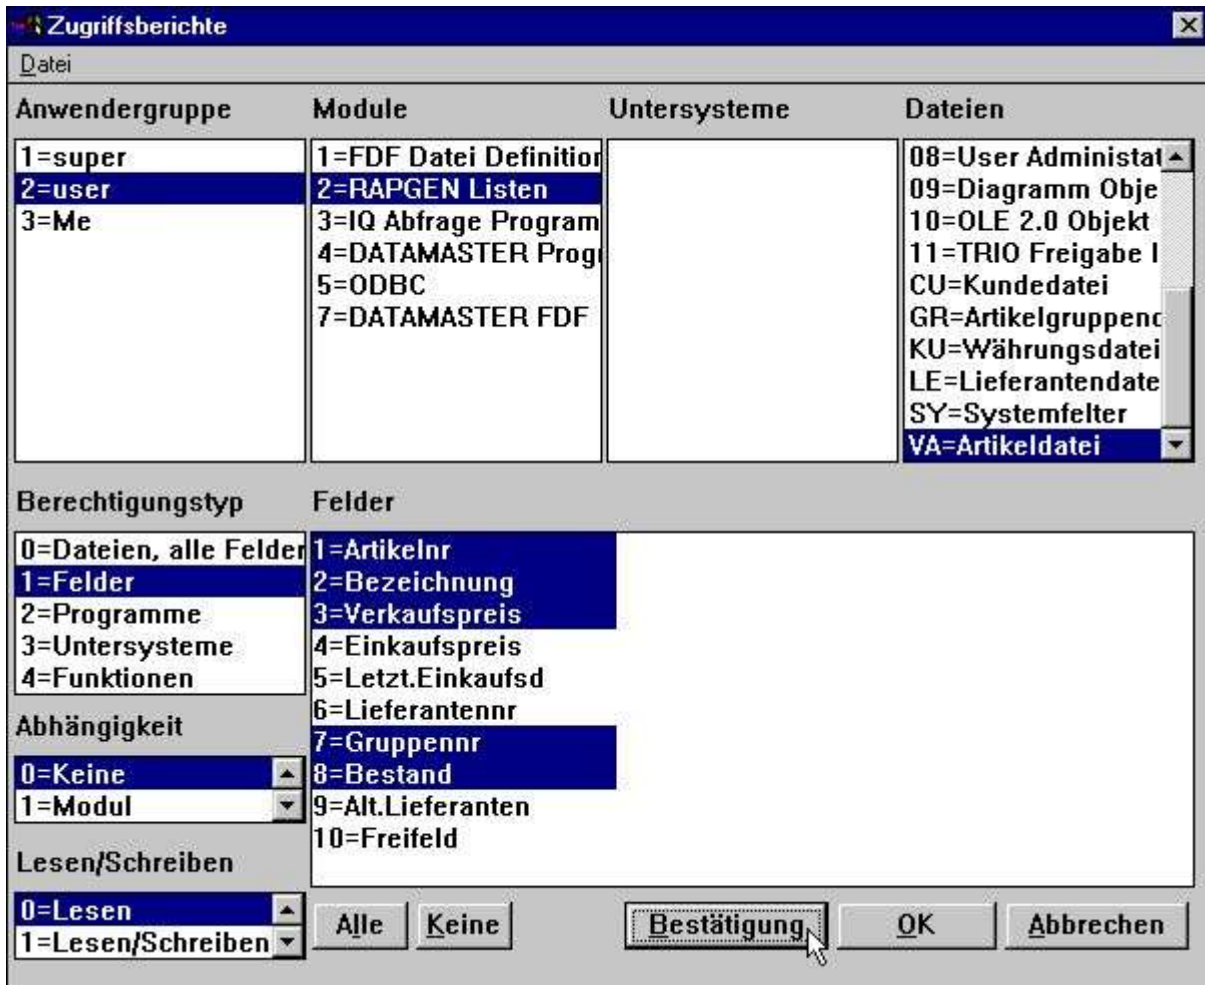 Zugriffsberichte
Datei
Anwendergruppe
1=super
2=user
3=Me
Module
1=FDF Datei Definition
2=RAPGEN Listen
3=IQ Abfrage Program
4=DATAMASTER Progr
5=ODBC
7=DATAMASTER FDF
Untersysteme
Dateien
08=User Administat
09=Diagramm Obje
10=OLE 2.0 Objekt
11=TRIO Freigabe
CU=Kundedatei
GR=Artikelgruppend
KU=Währungsdatei
LE=Lieferantendate
SY=Systemfelter
VA=Artikeldatei
Berechtigungstyp
0=Dateien, alle Felder
1=Felder
2=Programme
3=Untersysteme
4=Funktionen
Abhängigkeit
0=Keine
1=Modul
Lesen/Schreiben
0=Lesen
1=Lesen/Schreiben
Felder
1=Artikelnr
2=Bezeichnung
3=Verkaufspreis
4=Einkaufspreis
5=Letzt.Einkaufsd
6=Lieferantennr
7=Gruppennr
8=Bestand
9=Alt.Lieferanten
10=Freifeld
Alle
Keine
Bestätigung
OK
Abbrechen